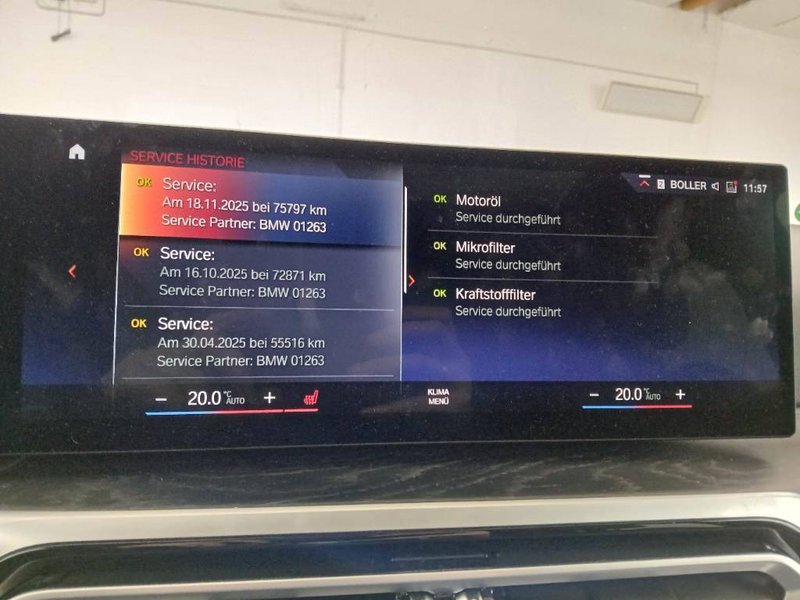 SERVICE HISTORIE
OK Service:
Am 18.11.2025 bei 75797 km
Service Partner: BMW 01263
OK Service:
Am 16.10.2025 bei 72871 km
Service Partner: BMW 01263
OK Service:
Am 30.04.2025 bei 55516 km
Service Partner: BMW 01263
2 BOLLER 11:57
OK Motoröl
Service durchgeführt
OK Mikrofilter
Service durchgeführt
OK Kraftstofffilter
Service durchgeführt
− 20.0 °C AUTO +
KLIMA
MENÜ
− 20.0 °C AUTO +